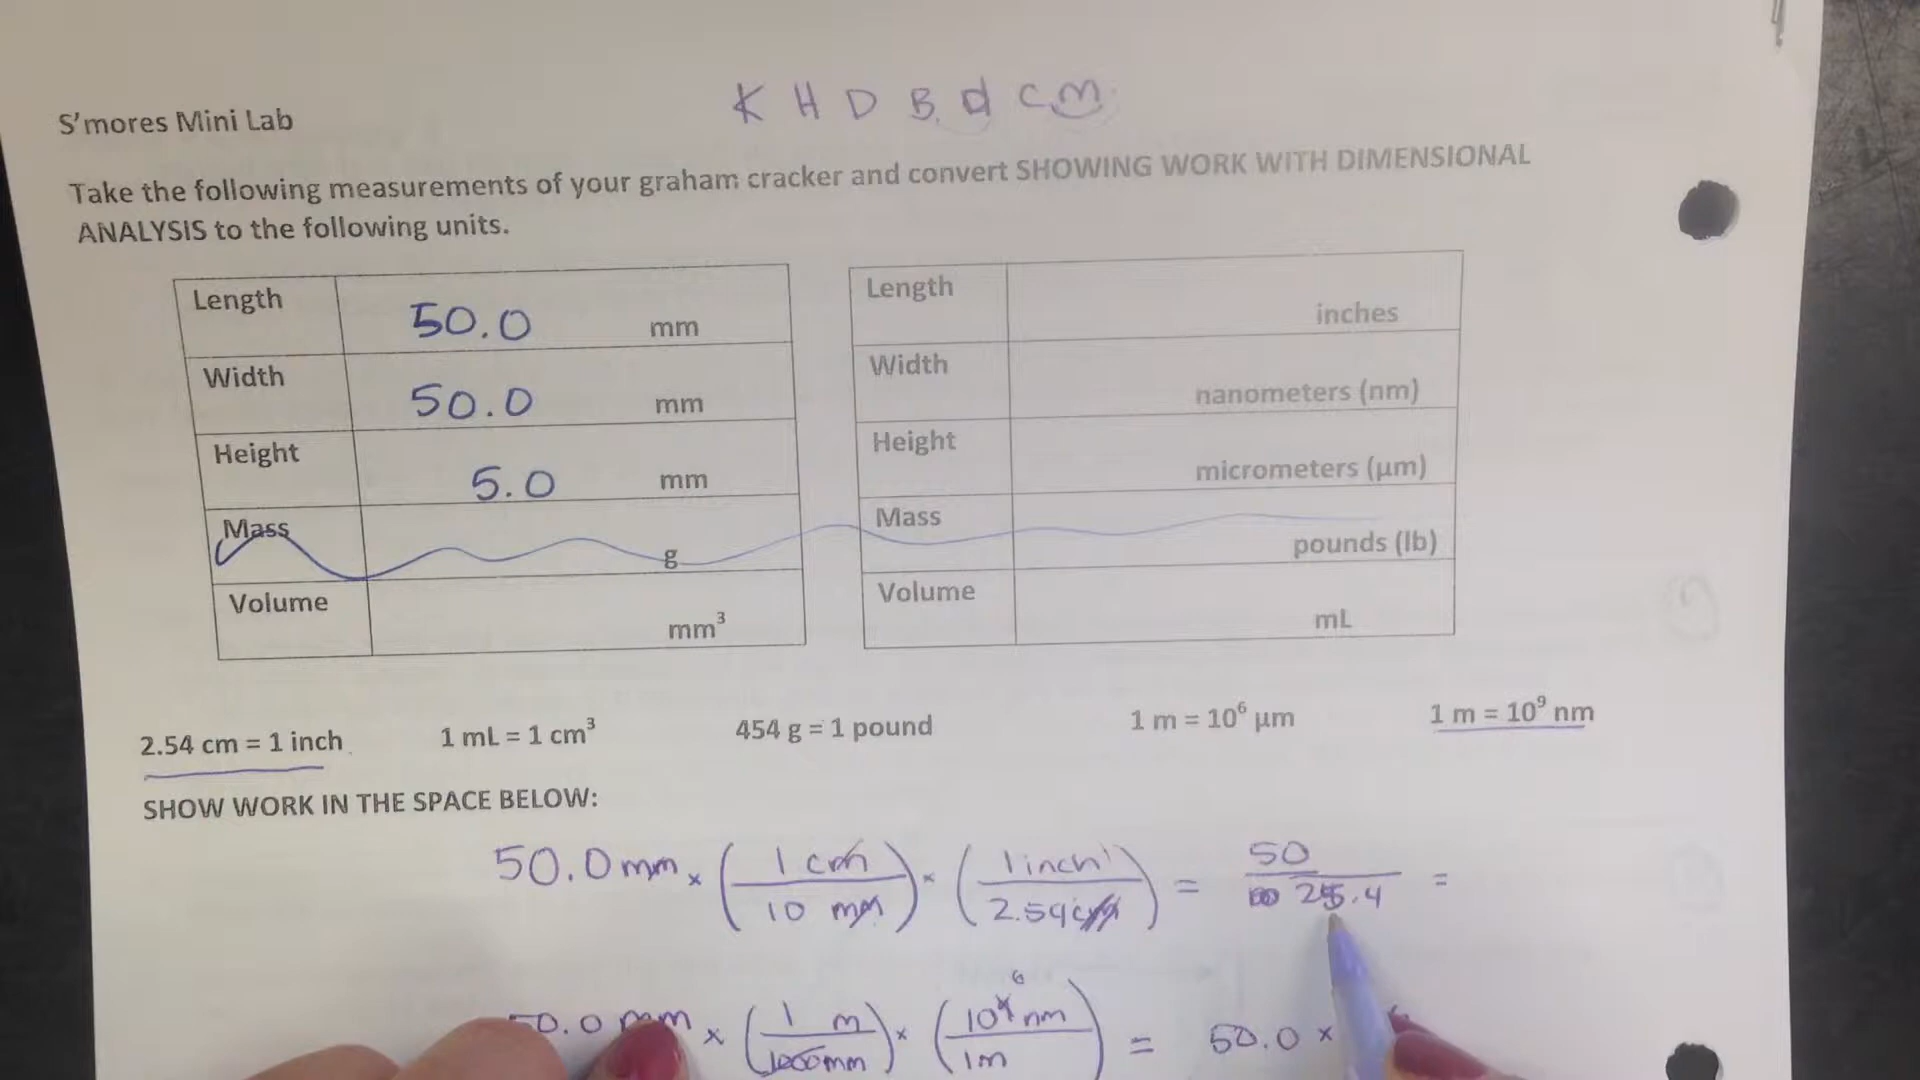 K H D B d c m
S'mores Mini Lab
Take the following measurements of your graham cracker and convert SHOWING WORK WITH DIMENSIONAL
ANALYSIS to the following units.
Length 50.0 mm
Width 50.0 mm
Height 5.0 mm
Mass g
Volume mm³
Length inches
Width nanometers (nm)
Height micrometers (µm)
Mass pounds (lb)
Volume mL
2.54 cm = 1 inch 1 mL = 1 cm³ 454 g = 1 pound 1 m = 10⁶ µm 1 m = 10⁹ nm
SHOW WORK IN THE SPACE BELOW:
50.0 mm × (1 cm / 10 mm) × (1 inch / 2.54 cm) = 50 / 25.4 =
50.0 mm × (1 m / 1000 mm) × (10⁶ nm / 1 m) = 50.0 ×